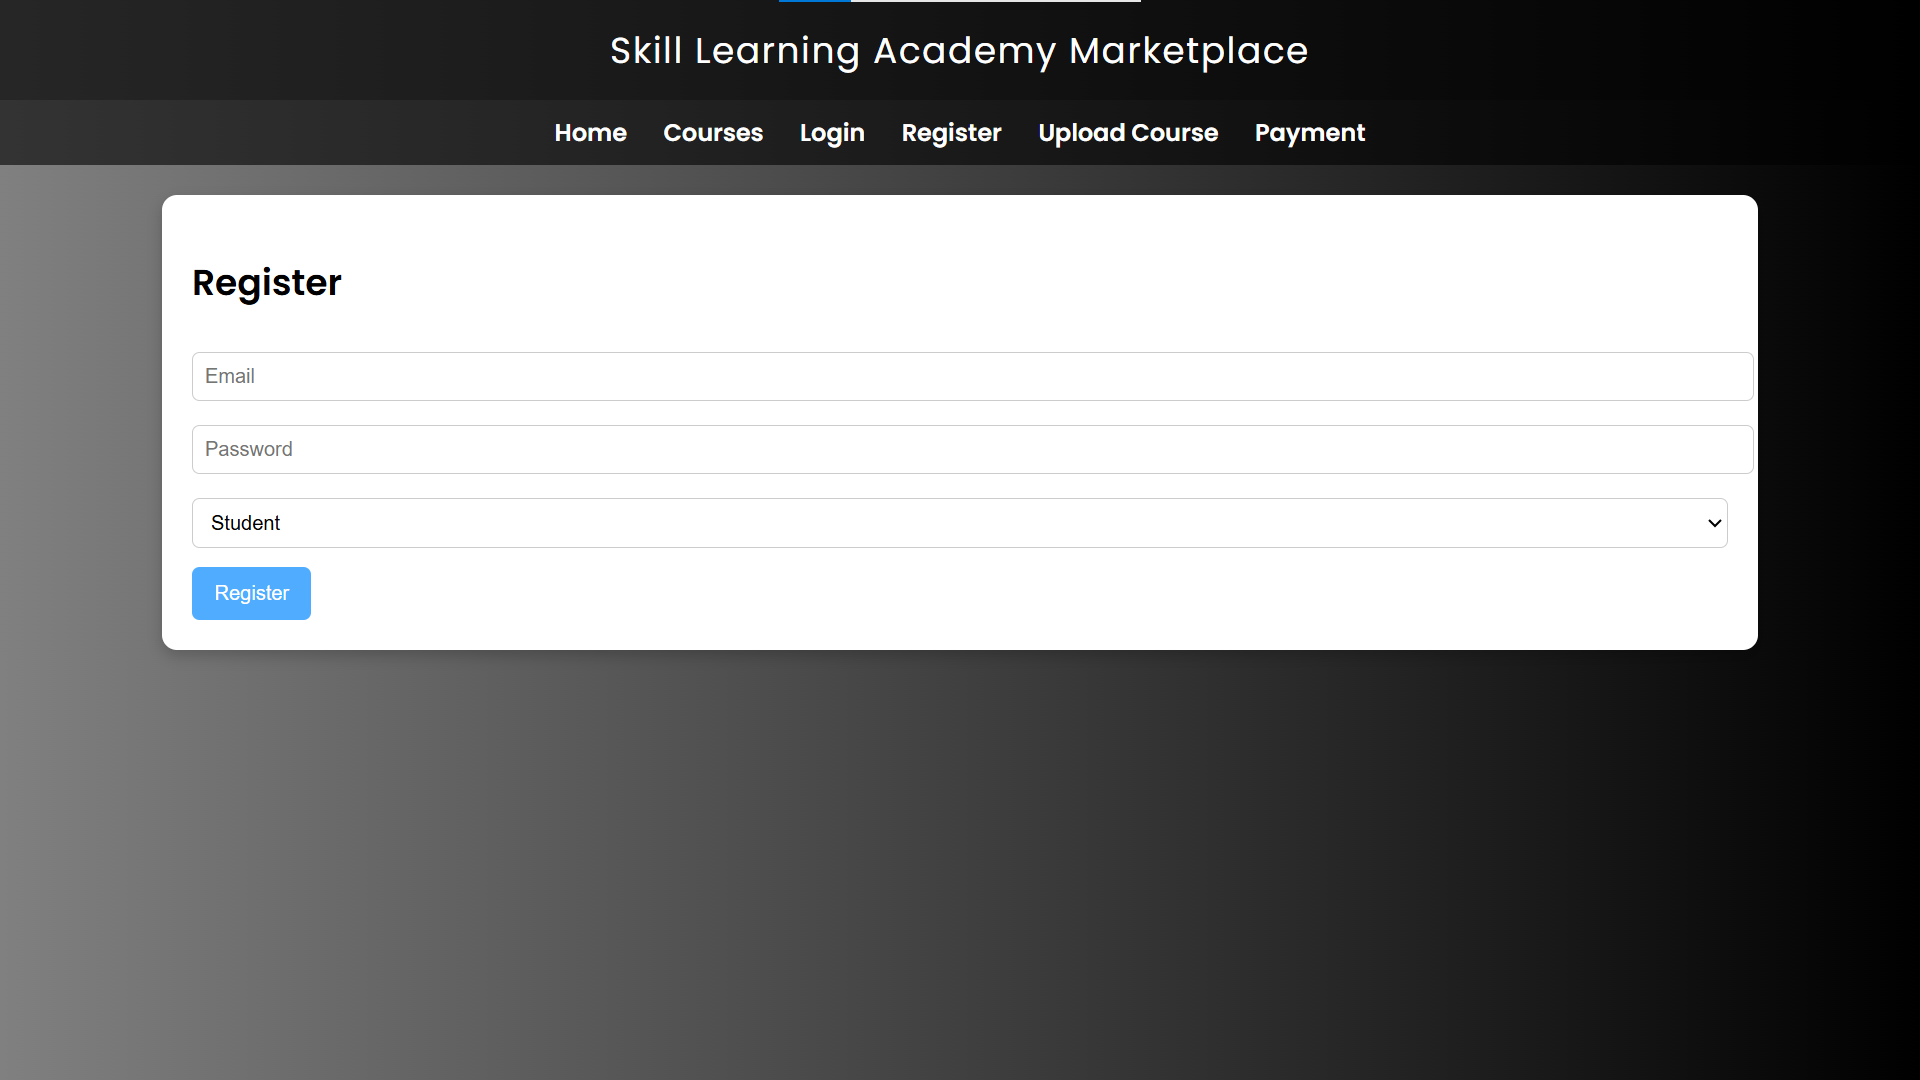 Skill Learning Academy Marketplace
Home Courses Login Register Upload Course Payment
Register
Email
Password
Student
Register